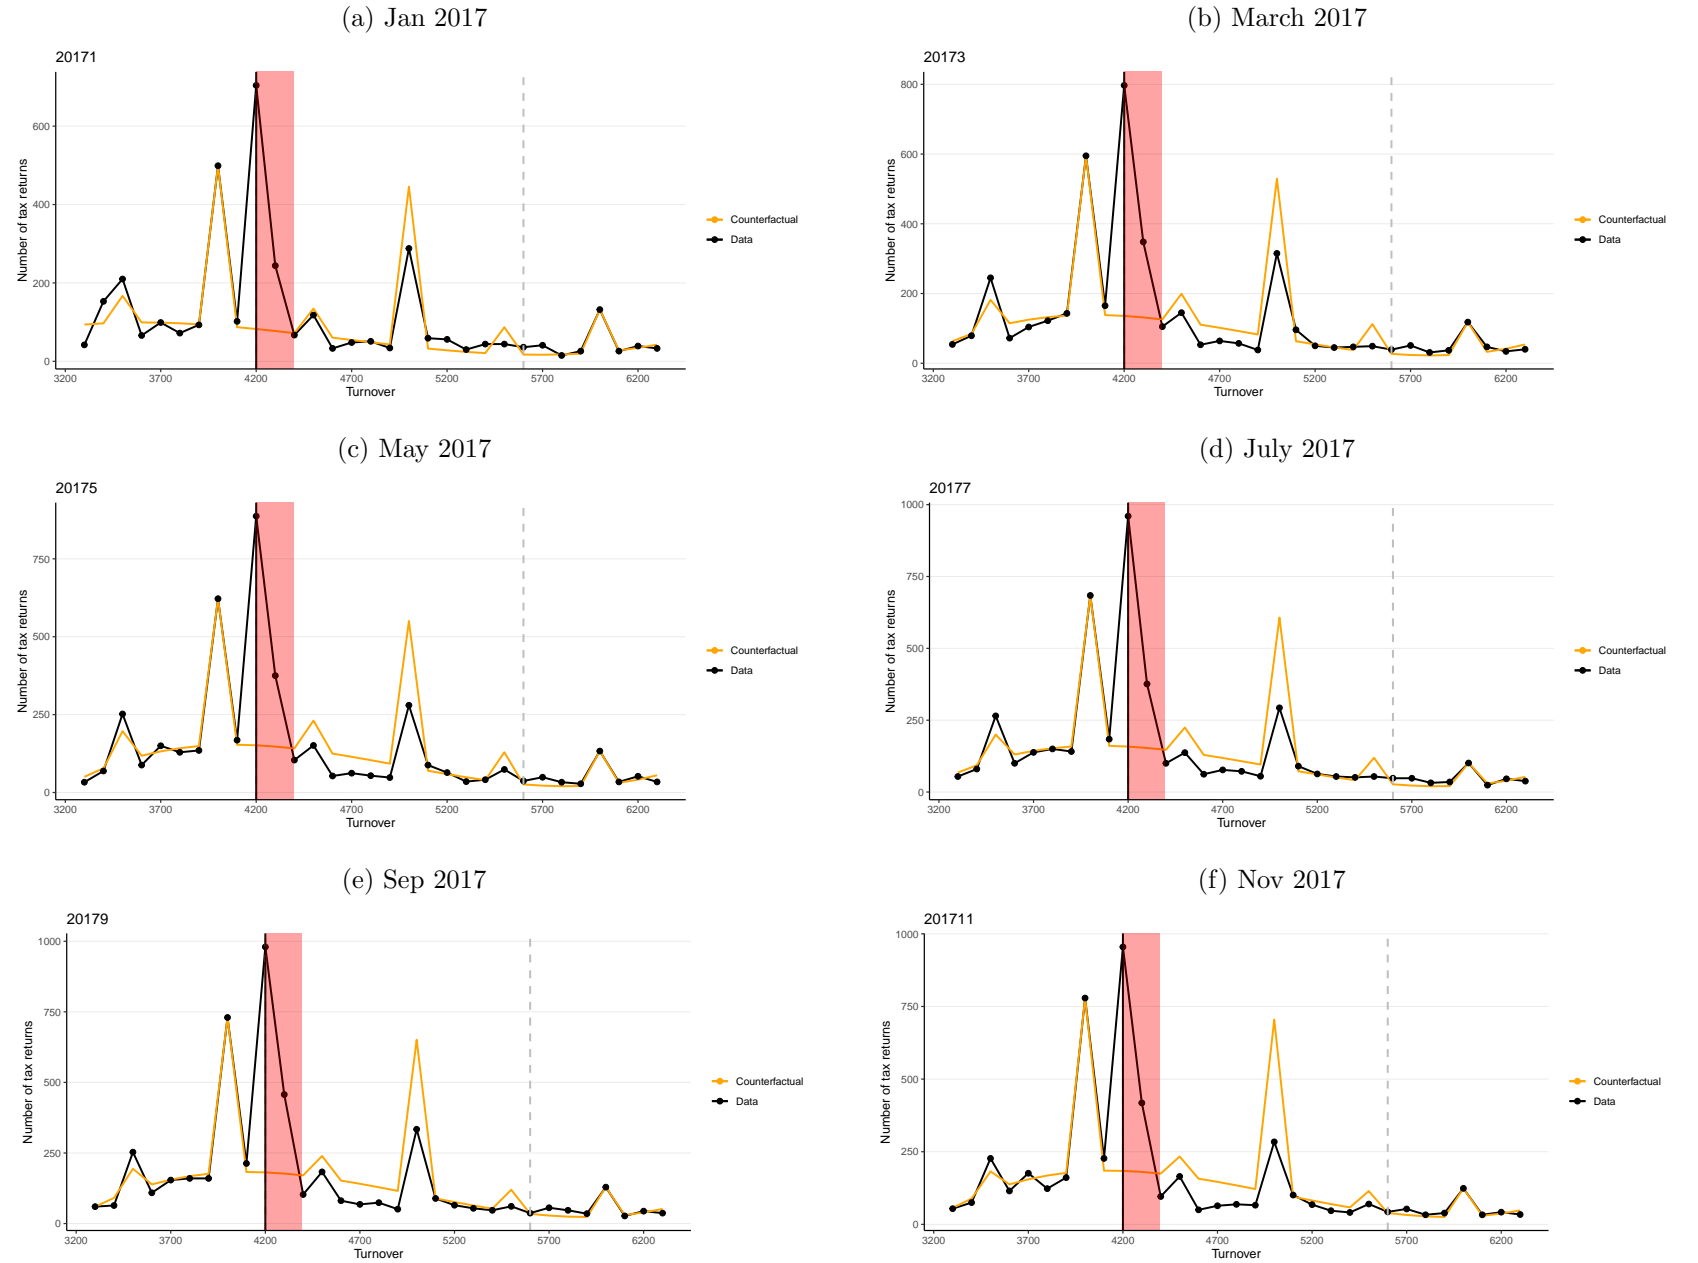 (a) Jan 2017
20171
Number of tax returns
600
400
200
0
3200 3700 4200 4700 5200 5700 6200
Turnover
Counterfactual
Data
(b) March 2017
20173
Number of tax returns
800
600
400
200
0
3200 3700 4200 4700 5200 5700 6200
Turnover
Counterfactual
Data
(c) May 2017
20175
Number of tax returns
750
500
250
0
3200 3700 4200 4700 5200 5700 6200
Turnover
Counterfactual
Data
(d) July 2017
20177
Number of tax returns
1000
750
500
250
0
3200 3700 4200 4700 5200 5700 6200
Turnover
Counterfactual
Data
(e) Sep 2017
20179
Number of tax returns
1000
750
500
250
0
3200 3700 4200 4700 5200 5700 6200
Turnover
Counterfactual
Data
(f) Nov 2017
201711
Number of tax returns
1000
750
500
250
0
3200 3700 4200 4700 5200 5700 6200
Turnover
Counterfactual
Data